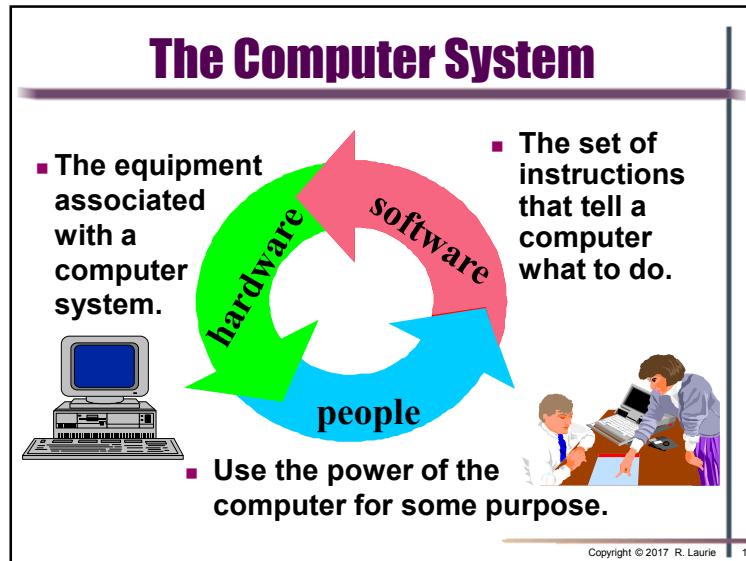 The Computer System
■ The equipment
associated
with a
computer
system.
hardware
software
people
■ The set of
instructions
that tell a
computer
what to do.
■ Use the power of the
computer for some purpose.
Copyright © 2017 R. Laurie 1